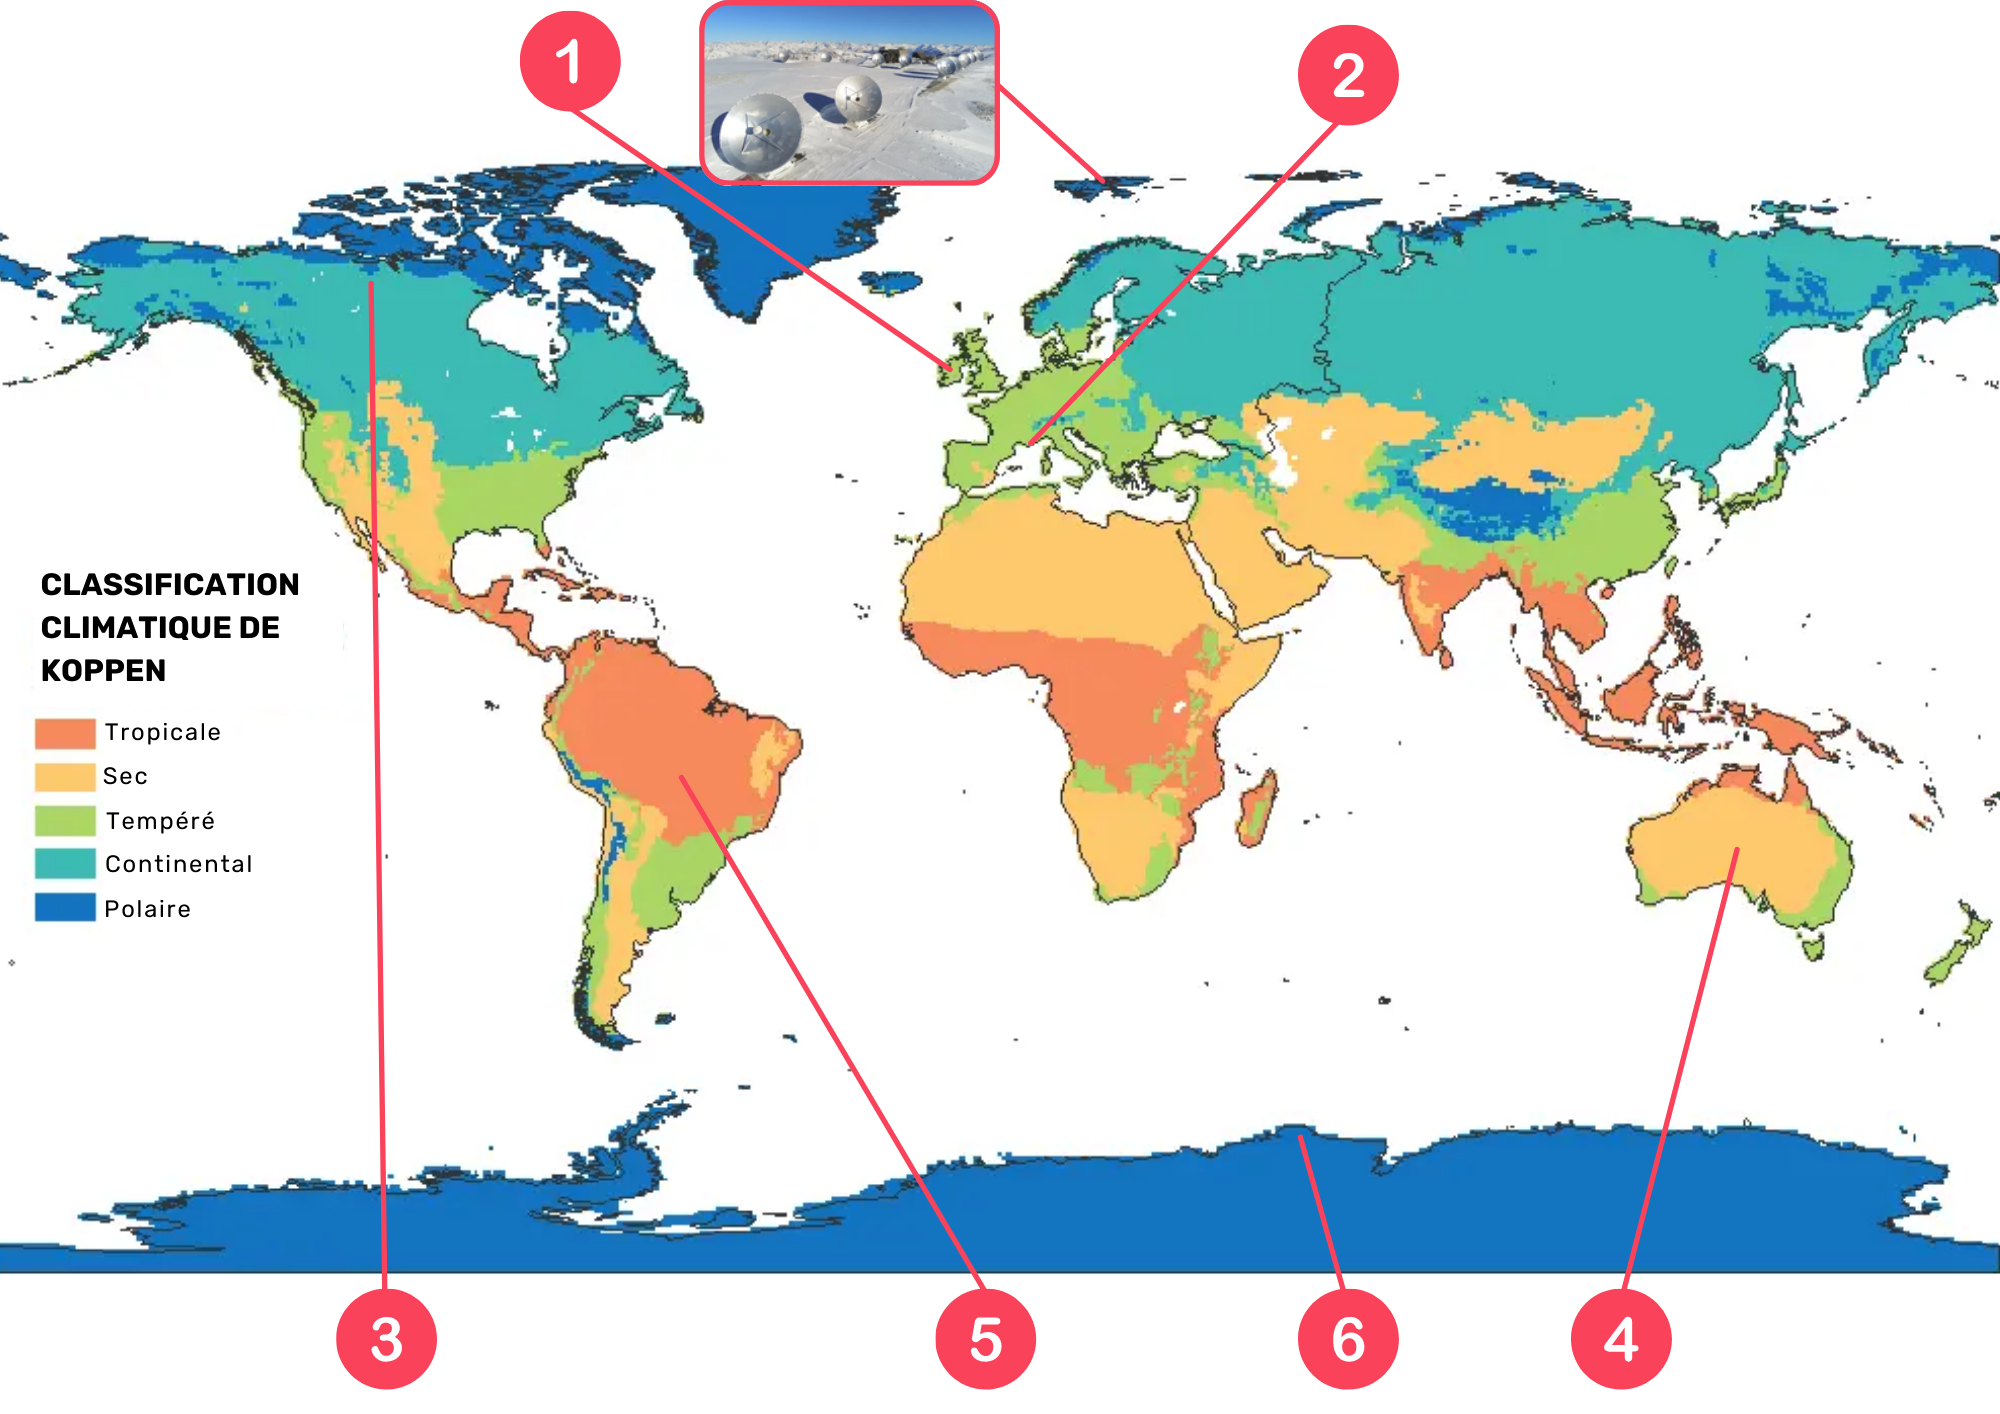 1
2
CLASSIFICATION
CLIMATIQUE DE
KOPPEN
Tropicale
Sec
Tempéré
Continental
Polaire
3
5
6
4